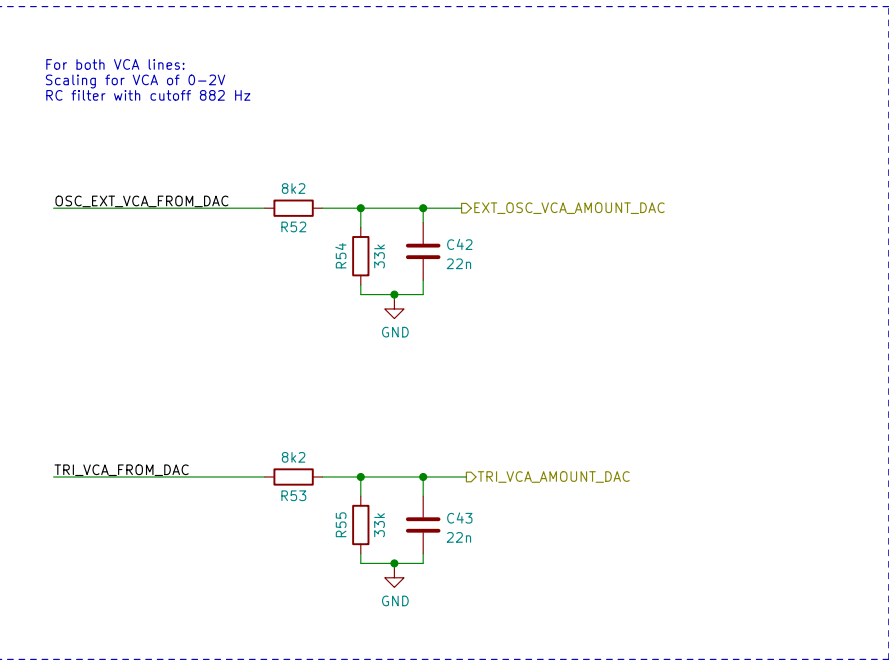 For both VCA lines:
Scaling for VCA of 0-2V
RC filter with cutoff 882 Hz
8k2
OSC_EXT_VCA_FROM_DAC
EXT_OSC_VCA_AMOUNT_DAC
R52
R54
33k
C42
22n
GND
8k2
TRI_VCA_FROM_DAC
TRI_VCA_AMOUNT_DAC
R53
R55
33k
C43
22n
GND